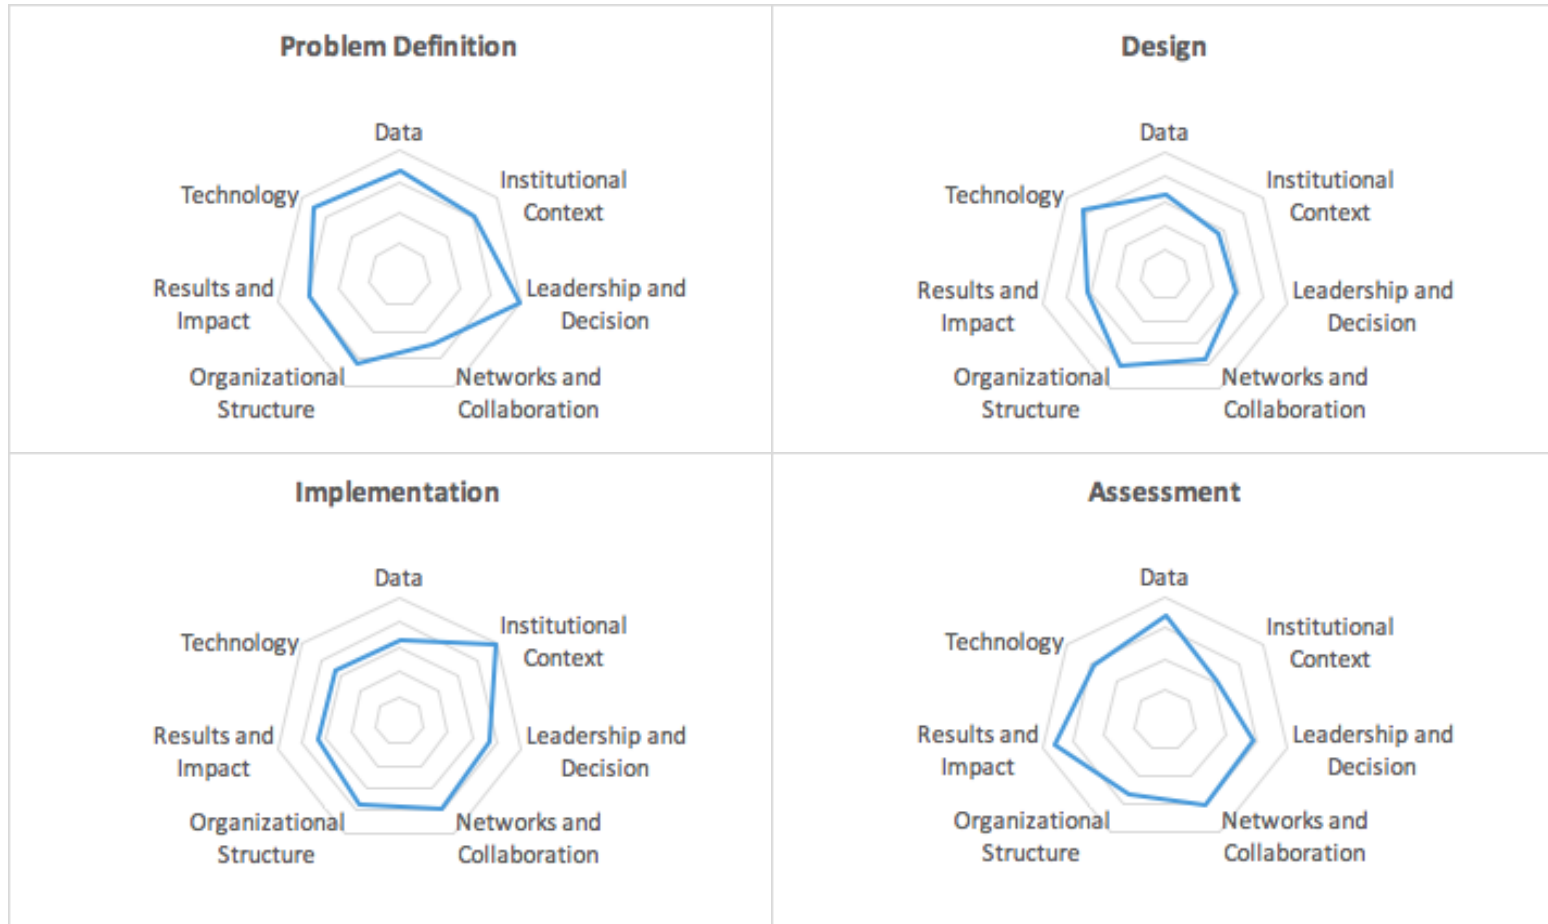 Problem Definition
Data
Institutional
Context
Technology
Leadership and
Decision
Results and
Impact
Networks and
Collaboration
Organizational
Structure
Design
Data
Institutional
Context
Technology
Leadership and
Decision
Results and
Impact
Networks and
Collaboration
Organizational
Structure
Implementation
Data
Institutional
Context
Technology
Leadership and
Decision
Results and
Impact
Networks and
Collaboration
Organizational
Structure
Assessment
Data
Institutional
Context
Technology
Leadership and
Decision
Results and
Impact
Networks and
Collaboration
Organizational
Structure